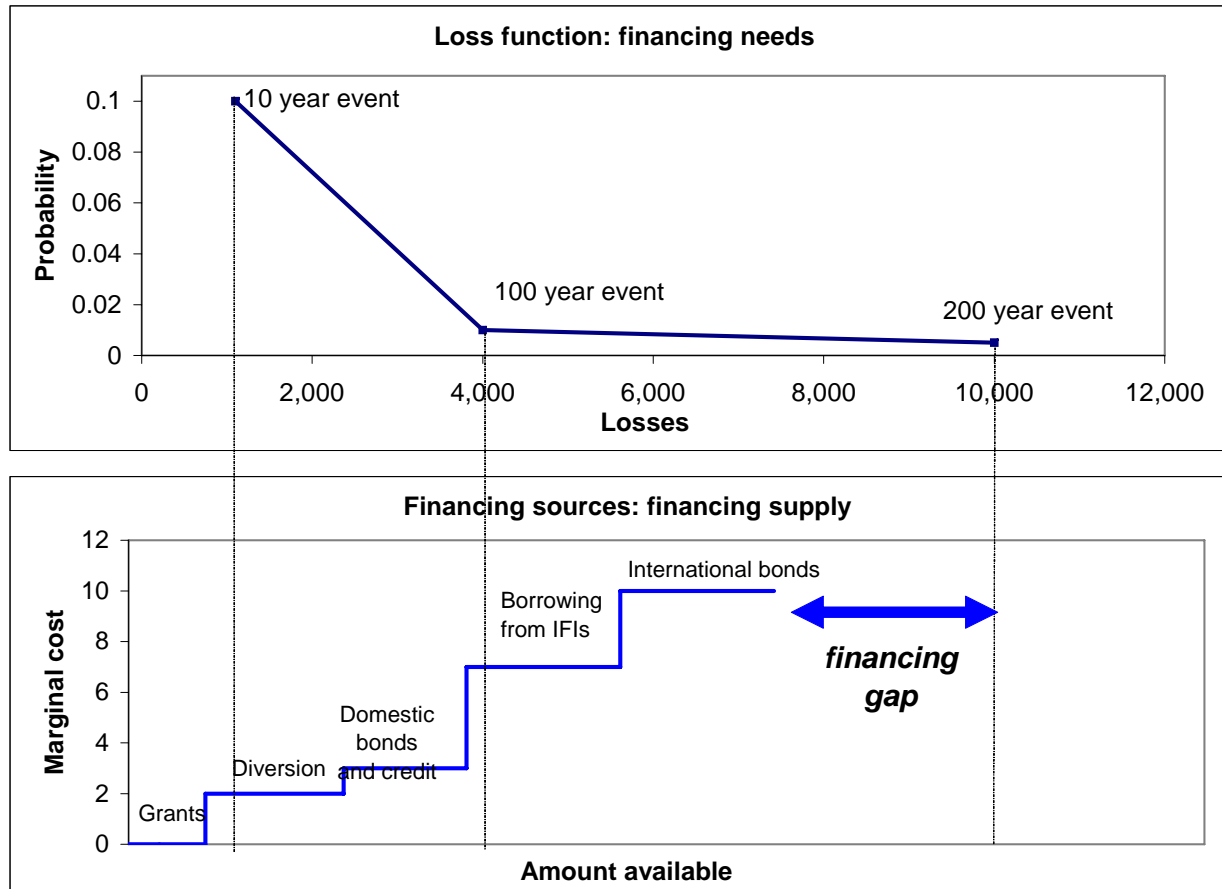 Loss function: financing needs
Probability
0.1
0.08
0.06
0.04
0.02
0
10 year event
100 year event
200 year event
0
2,000
4,000
6,000
8,000
10,000
12,000
Losses
Financing sources: financing supply
Marginal cost
12
10
8
6
4
2
0
International bonds
Borrowing
from IFIs
financing
gap
Domestic
bonds
and credit
Diversion
Grants
Amount available